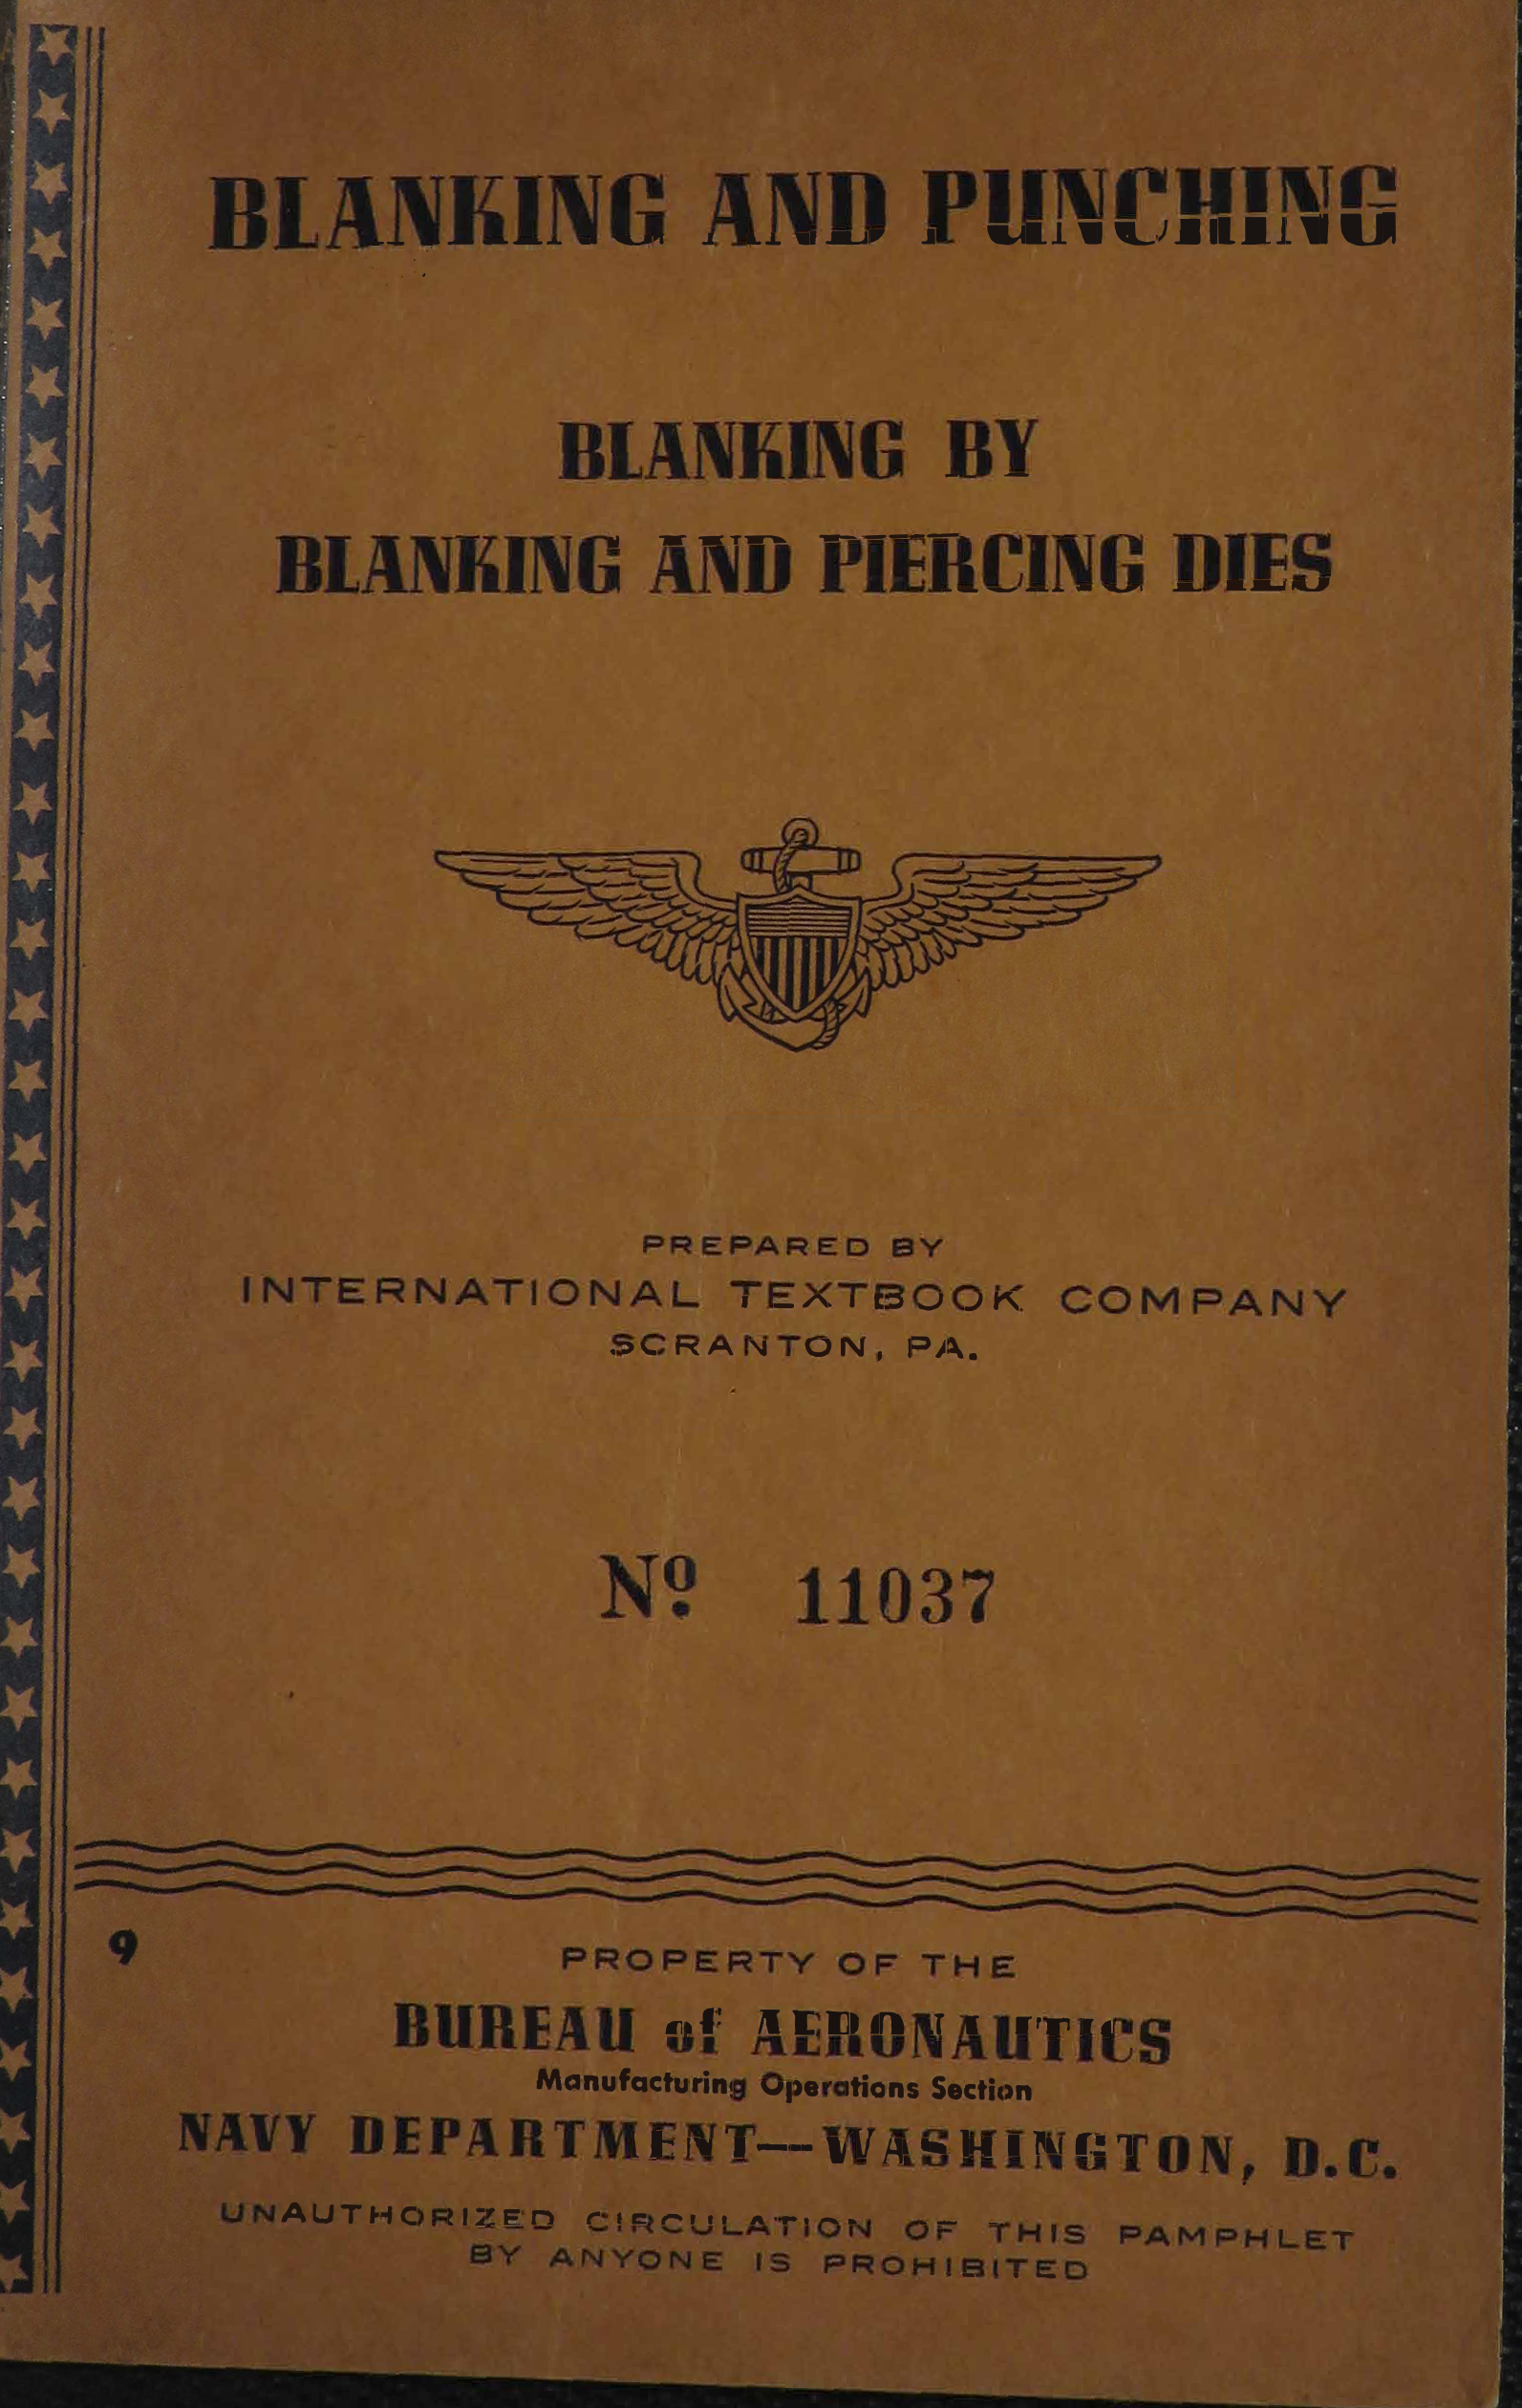 BLANKING AND PUNCHING
BLANKING BY
BLANKING AND PIERCING DIES
PREPARED BY
INTERNATIONAL TEXTBOOK COMPANY
SCRANTON, PA.
Nº 11037
9
PROPERTY OF THE
BUREAU of AERONAUTICS
Manufacturing Operations Section
NAVY DEPARTMENT—WASHINGTON, D.C.
UNAUTHORIZED CIRCULATION OF THIS PAMPHLET
BY ANYONE IS PROHIBITED